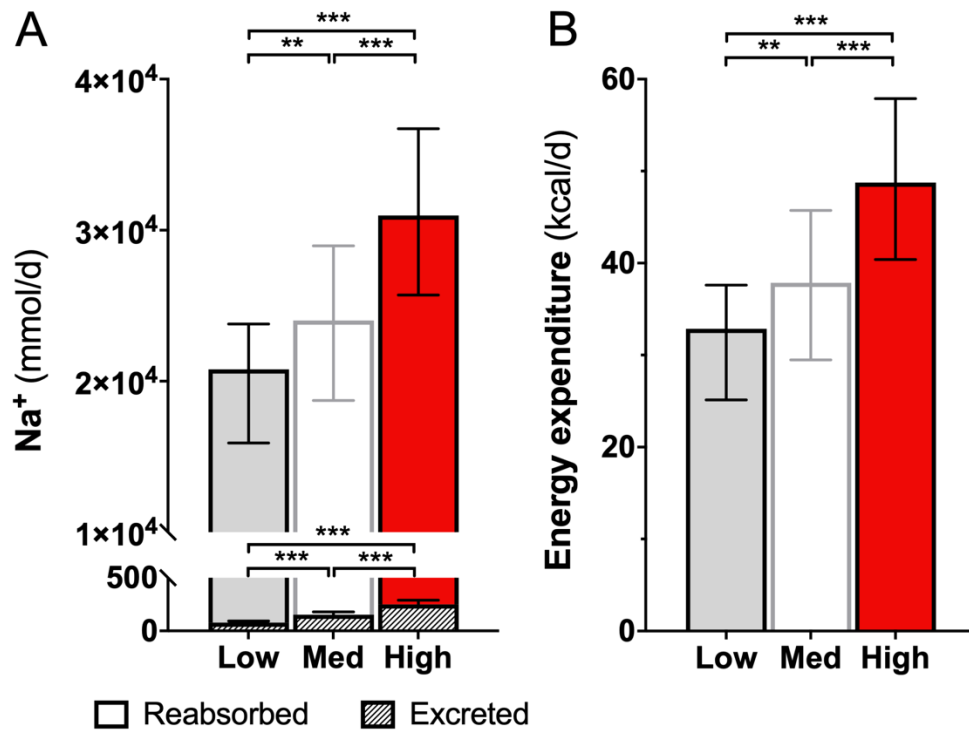 A
***
** ***
4×10⁴
3×10⁴
2×10⁴
1×10⁴
500
0
Na⁺ (mmol/d)
***
*** ***
Low Med High
Reabsorbed Excreted
B
***
** ***
60
40
20
0
Energy expenditure (kcal/d)
Low Med High